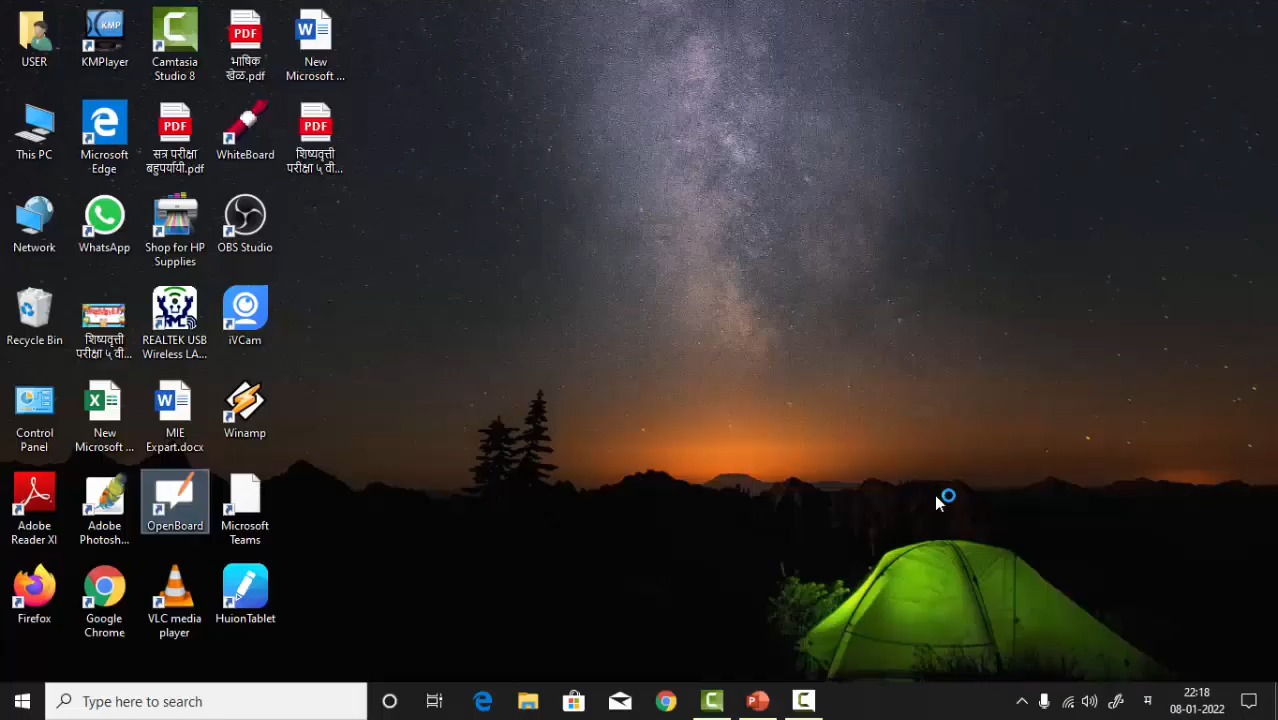 USER
KMPlayer
Camtasia
Studio 8
PDF
भाषिक
खेळ.pdf
New
Microsoft ...
This PC
Microsoft
Edge
PDF
सत्र परीक्षा
बहुपर्यायी.pdf
WhiteBoard
PDF
शिष्यवृत्ती
परीक्षा ५ वी...
Network
WhatsApp
Shop for HP
Supplies
OBS Studio
Recycle Bin
शिष्यवृत्ती
परीक्षा ५ वी...
REALTEK USB
Wireless LA...
iVCam
Control
Panel
New
Microsoft ...
MIE
Expart.docx
Winamp
Adobe
Reader XI
Adobe
Photosh...
OpenBoard
Microsoft
Teams
Firefox
Google
Chrome
VLC media
player
HuionTablet
Type here to search
22:18
08-01-2022